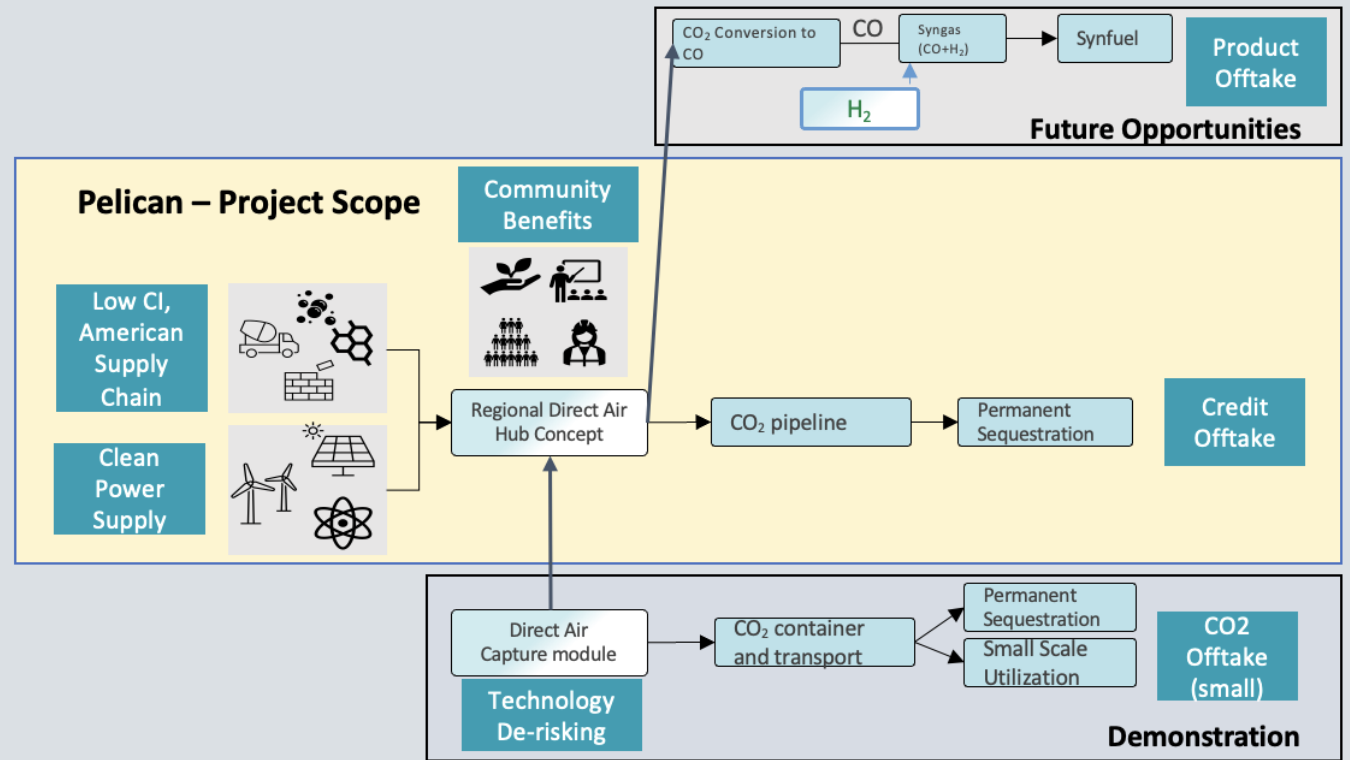 CO₂ Conversion to
CO
CO
Syngas
(CO+H₂)
Synfuel
Product
Offtake
H₂
Future Opportunities
Pelican – Project Scope
Community
Benefits
Low CI,
American
Supply
Chain
Clean
Power
Supply
Regional Direct Air
Hub Concept
CO₂ pipeline
Permanent
Sequestration
Credit
Offtake
Direct Air
Capture module
Technology
De-risking
CO₂ container
and transport
Permanent
Sequestration
Small Scale
Utilization
CO2
Offtake
(small)
Demonstration